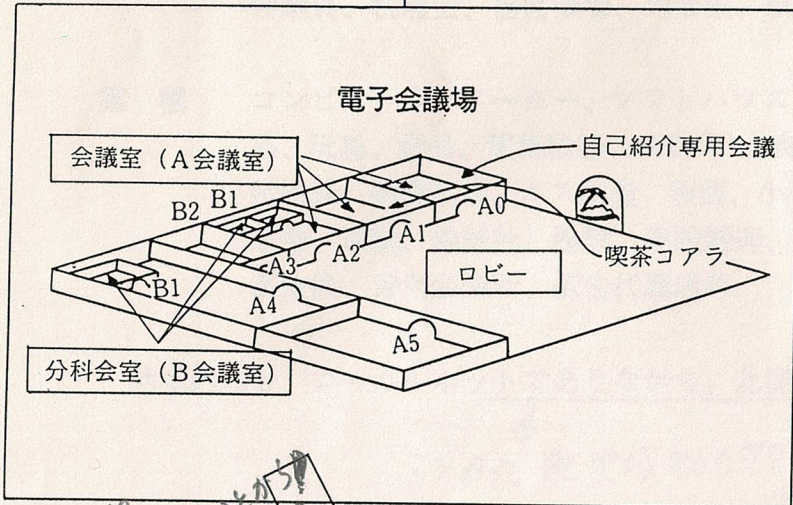 電子会議場
会議室（A会議室）
自己紹介専用会議
B1
B2
A0
A1
A2
A3
喫茶コアラ
ロビー
B1
A4
A5
分科会室（B会議室）
から